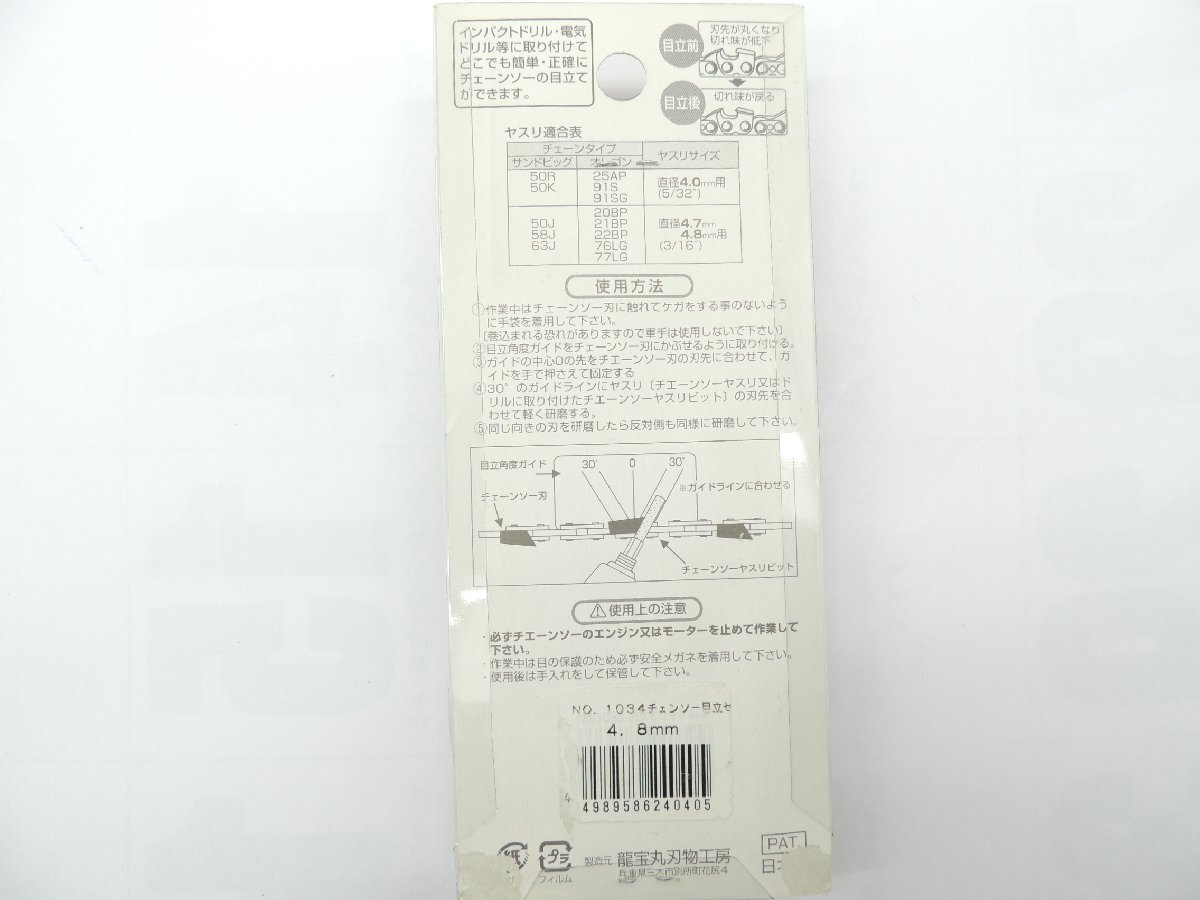 インパクトドリル・電気
ドリル等に取り付けて
どこでも簡単・正確に
チェーンソーの目立て
ができます。
目立前
刃先が丸くなり
切れ味が低下
目立後
切れ味が戻る
ヤスリ適合表
チェーンタイプ
ヤスリサイズ
サンドビッグ
オレゴン
50R
50K
25AP
91S
91SG
直径4.0mm用
(5/32")
50J
58J
63J
20BP
21BP
22BP
76LG
77LG
直径4.7mm
4.8mm用
(3/16")
使用方法
①作業中はチェーンソー刃に触れてケガをする事のないよう
に手袋を着用して下さい。
〔巻込まれる恐れがありますので軍手は使用しないで下さい〕
②目立角度ガイドをチェーンソー刃にかぶせるように取り付ける。
③ガイドの中心0の先をチエーンソー刃の刃先に合わせて、ガ
イドを手で押さえて固定する
④30°のガイドラインにヤスリ〔チエーンソーヤスリ又はド
リルに取り付けたチエーンソーヤスリビット〕の刃先を合
わせて軽く研磨する。
⑤同じ向きの刃を研磨したら反対側も同様に研磨して下さい。
目立角度ガイド
30°
0
30°
※ガイドラインに合わせる
チェーンソー刃
チェーンソーヤスリビット
使用上の注意
・必ずチエーンソーのエンジン又はモーターを止めて作業して
下さい。
・作業中は目の保護のため必ず安全メガネを着用して下さい。
・使用後は手入れをして保管して下さい。
NO. 1034チェンソー目立セ
4. 8mm
4
4989586240405
プラ
フィルム
製造元 龍宝丸刃物工房
兵庫県三木市別所町花尻4
PAT.